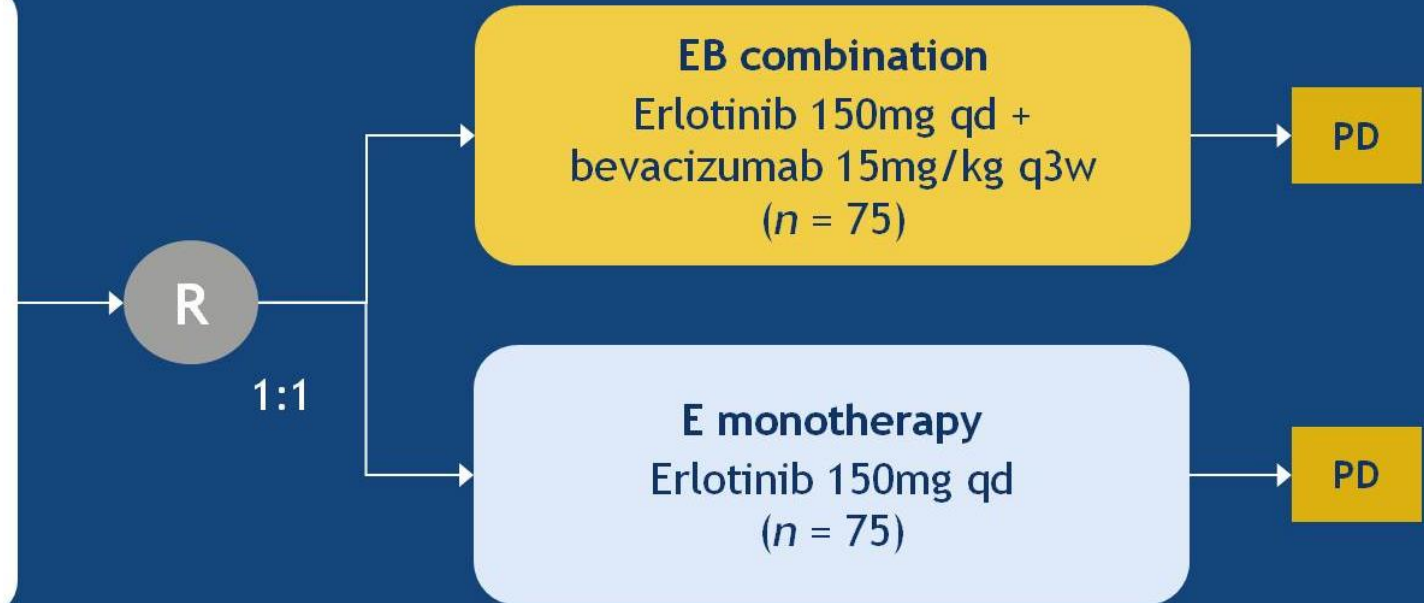 R
1:1
EB combination
Erlotinib 150mg qd +
bevacizumab 15mg/kg q3w
(n = 75)
PD
E monotherapy
Erlotinib 150mg qd
(n = 75)
PD